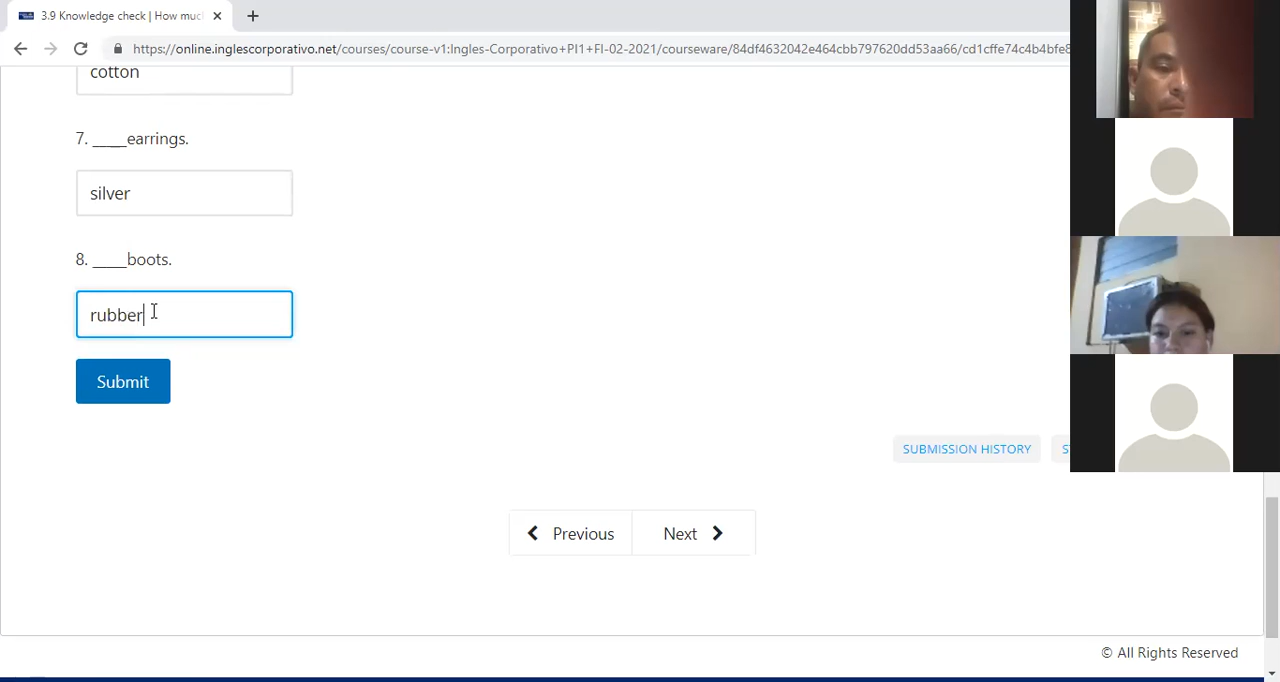 3.9 Knowledge check | How muc
https://online.inglescorporativo.net/courses/course-v1:Ingles-Corporativo+PI1+FI-02-2021/courseware/84df4632042e464cbb797620dd53aa66/cd1cffe74c4b4bfe8
cotton
7. ____earrings.
silver
8. ____boots.
rubber
Submit
SUBMISSION HISTORY
Previous
Next
© All Rights Reserved